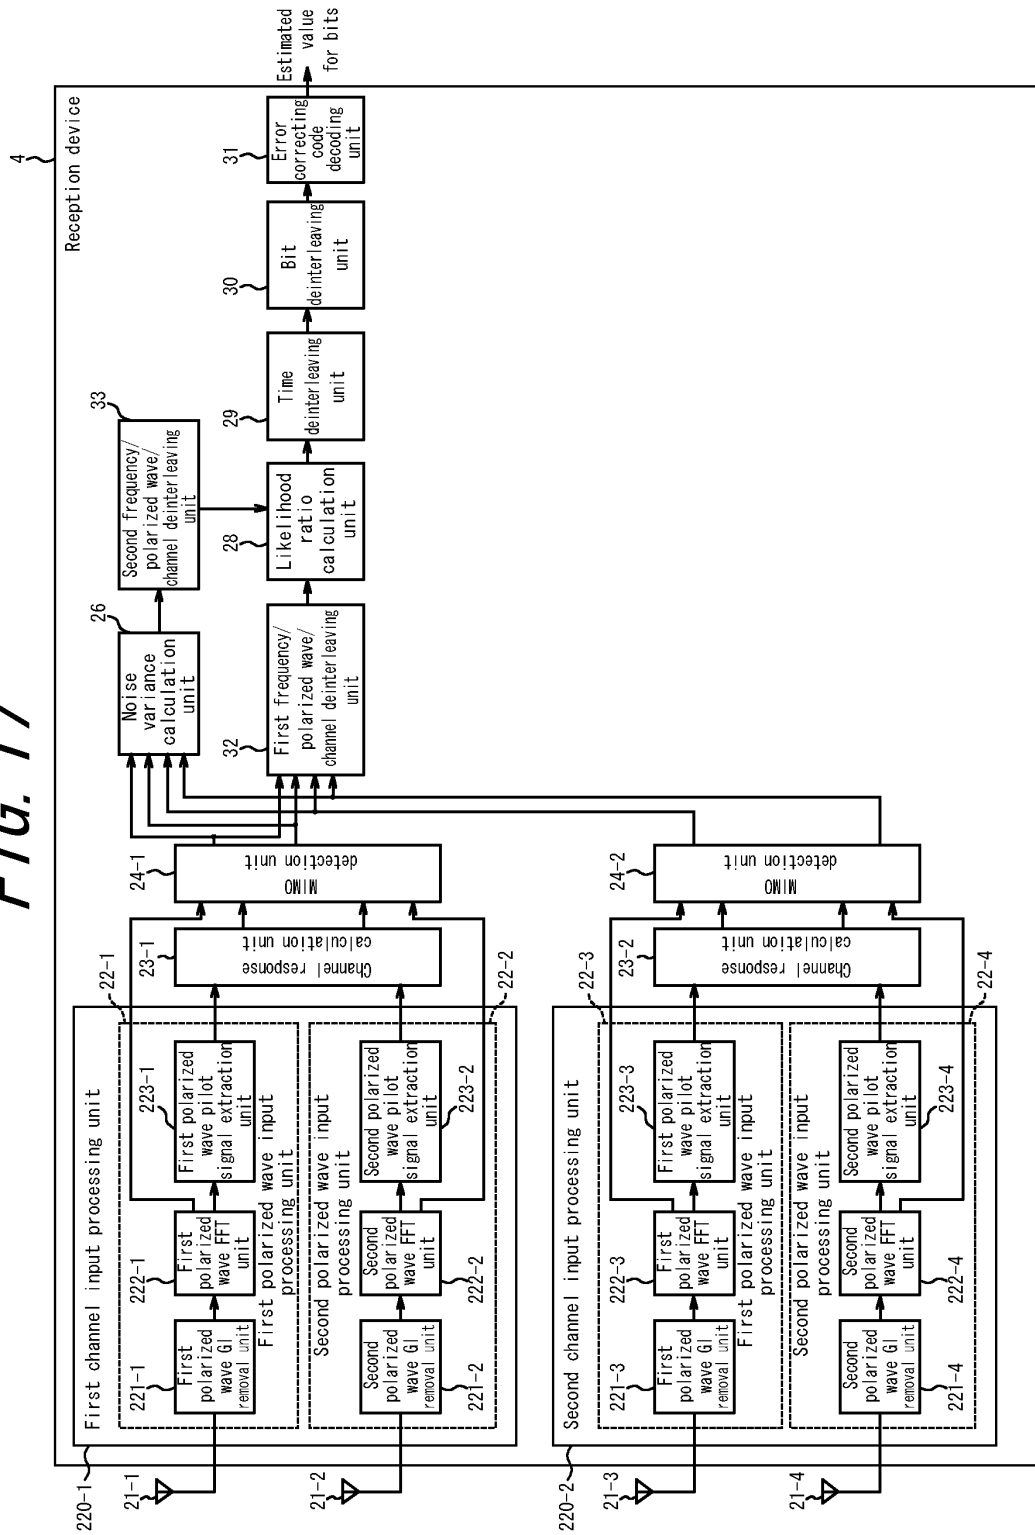 FIG. 17
4
Reception device
220-1
First channel input processing unit
21-1
221-1
First
polarized
wave GI
removal unit
222-1
First
polarized
wave FFT
unit
223-1
First polarized
wave pilot
signal extraction
unit
First polarized wave input
processing unit
22-1
21-2
Second polarized wave input
processing unit
Second
polarized
wave GI
removal unit
221-2
Second
polarized
wave FFT
unit
222-2
Second polarized
wave pilot
signal extraction
unit
223-2
22-2
23-1
Channel response
calculation unit
24-1
MIMO
detection unit
220-2
Second channel input processing unit
21-3
221-3
First
polarized
wave GI
removal unit
222-3
First
polarized
wave FFT
unit
223-3
First polarized
wave pilot
signal extraction
unit
First polarized wave input
processing unit
22-3
21-4
Second polarized wave input
processing unit
Second
polarized
wave GI
removal unit
221-4
Second
polarized
wave FFT
unit
222-4
Second polarized
wave pilot
signal extraction
unit
223-4
22-4
23-2
Channel response
calculation unit
24-2
MIMO
detection unit
26
Noise
variance
calculation
unit
33
Second frequency/
polarized wave/
channel deinterleaving
unit
32
First frequency/
polarized wave/
channel deinterleaving
unit
28
Likelihood
ratio
calculation
unit
29
Time
deinterleaving
unit
30
Bit
deinterleaving
unit
31
Error
correcting
code
decoding
unit
Estimated
value
for bits